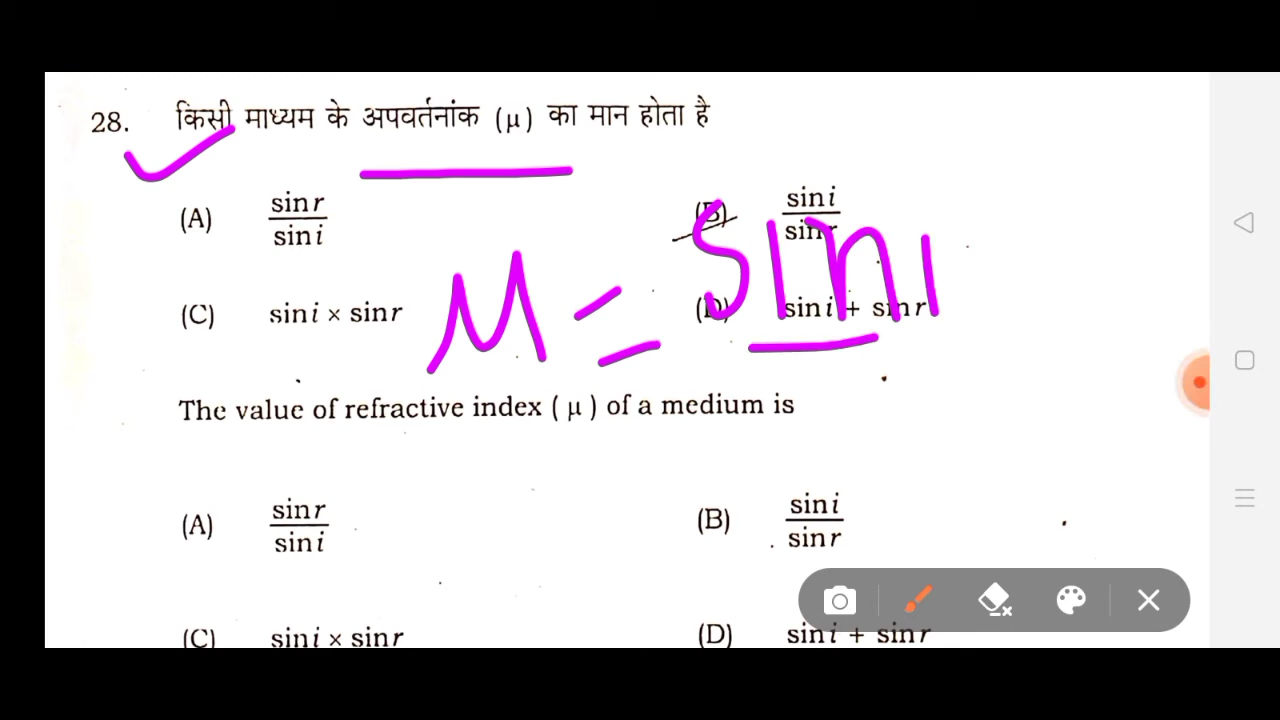 28. किसी माध्यम के अपवर्तनांक (μ) का मान होता है
(A) sin r / sin i (B) sin i / sin r
(C) sin i × sin r (D) sin i + sin r
μ = sini
The value of refractive index ( μ ) of a medium is
(A) sin r / sin i (B) sin i / sin r
(C) sin i × sin r (D) sin i + sin r